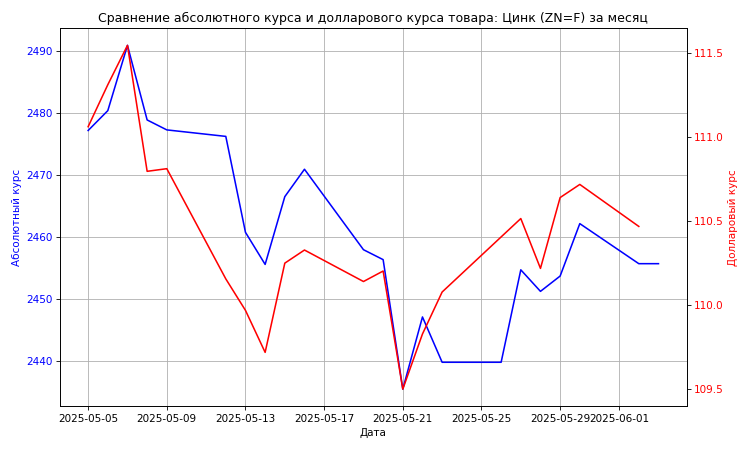 Сравнение абсолютного курса и долларового курса товара: Цинк (ZN=F) за месяц
2490
2480
2470
2460
2450
2440
Абсолютный курс
111.5
111.0
110.5
110.0
109.5
Долларовый курс
2025-05-05 2025-05-09 2025-05-13 2025-05-17 2025-05-21 2025-05-25 2025-05-29 2025-06-01
Дата